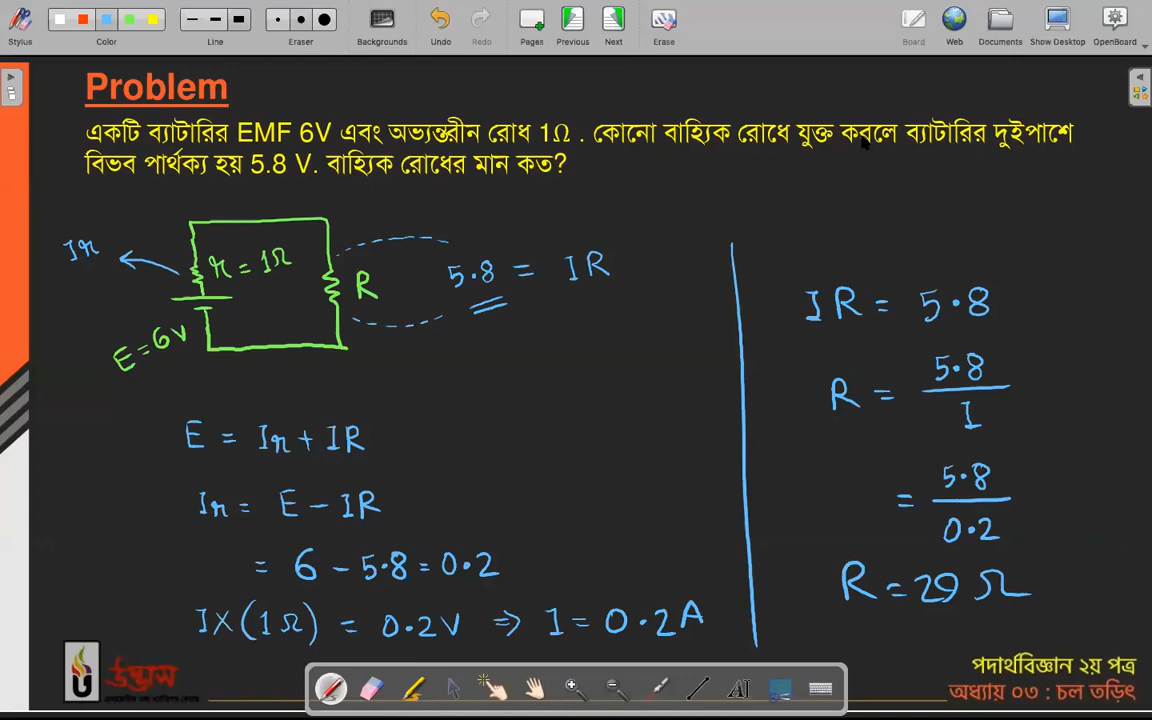 Stylus
Color
Line
Eraser
Backgrounds
Undo
Redo
Pages
Previous
Next
Erase
Board
Web
Documents
Show Desktop
OpenBoard
Problem
একটি ব্যাটারির EMF 6V এবং অভ্যন্তরীন রোধ 1Ω . কোনো বাহ্যিক রোধে যুক্ত কবলে ব্যাটারির দুইপাশে
বিভব পার্থক্য হয় 5.8 V. বাহ্যিক রোধের মান কত?
Ir
r = 1Ω
R
E = 6V
5.8 = IR
E = Ir + IR
Ir = E - IR
= 6 - 5.8 = 0.2
I×(1Ω) = 0.2V ⇒ I = 0.2A
IR = 5.8
R = 5.8/I
= 5.8/0.2
R = 29 Ω
উদ্ভাস
পদার্থবিজ্ঞান ২য় পত্র
অধ্যায় ০৩ : চল তড়িৎ